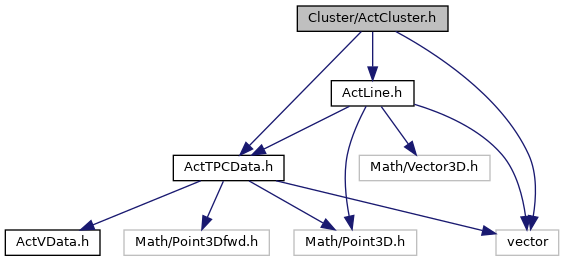 Cluster/ActCluster.h
ActLine.h
ActTPCData.h
Math/Vector3D.h
ActVData.h
Math/Point3Dfwd.h
Math/Point3D.h
vector